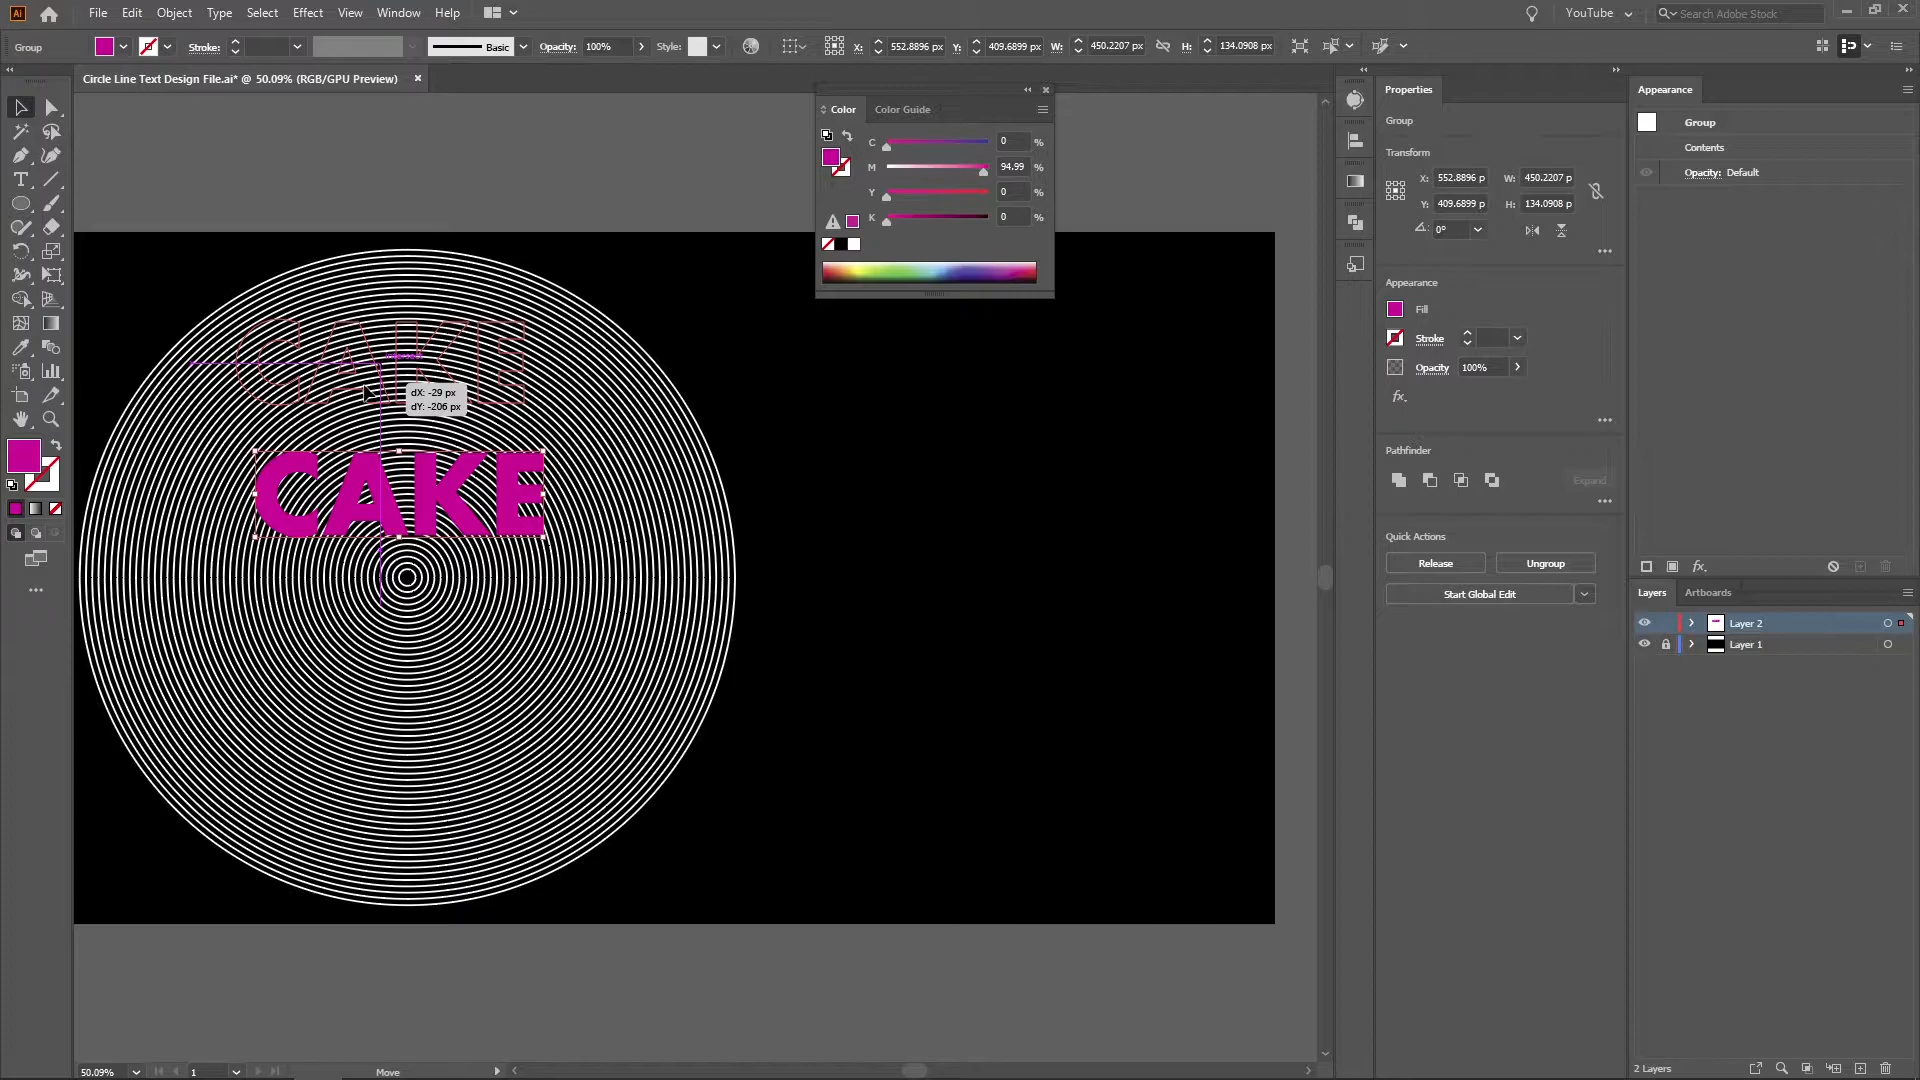 Ai File Edit Object Type Select Effect View Window Help YouTube Search Adobe Stock
Group Stroke: Basic Opacity: 100% Style: X: 552.8896 px Y: 409.6899 px W: 450.2207 px H: 134.0908 px
Circle Line Text Design File.ai* @ 50.09% (RGB/GPU Preview)
Color Color Guide
C 0 %
M 94.99 %
Y 0 %
K 0 %
dX: -29 px
dY: -206 px
CAKE
CAKE
Properties
Group
Transform
X: 552.8896 p W: 450.2207 p
Y: 409.6899 p H: 134.0908 p
0°
Appearance
Fill
Stroke
Opacity 100%
fx.
Pathfinder
Expand
Quick Actions
Release Ungroup
Start Global Edit
Appearance
Group
Contents
Opacity: Default
fx.
Layers Artboards
Layer 2
Layer 1
2 Layers
50.09% 1 Move